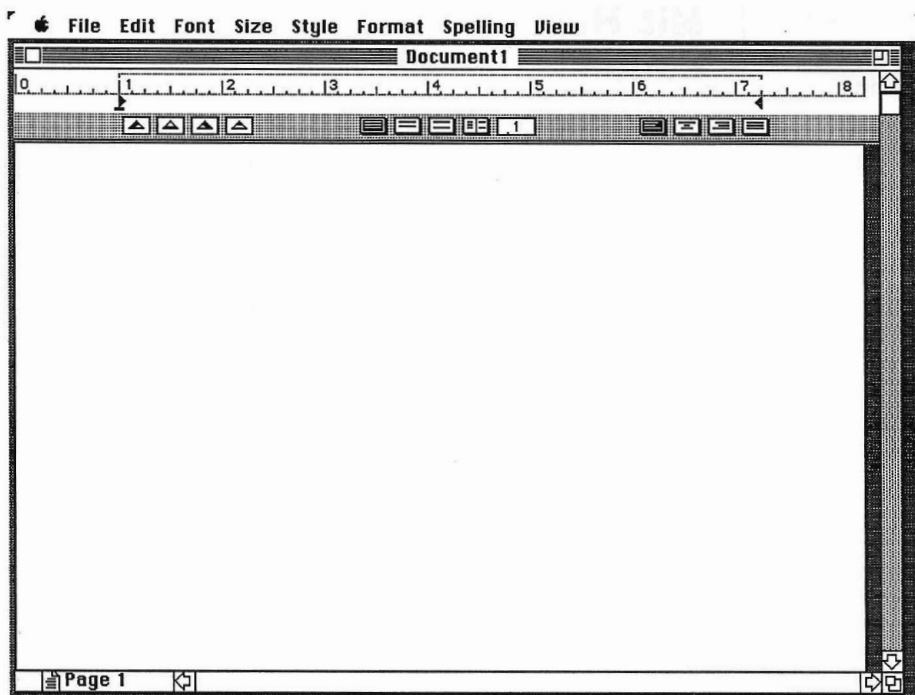 File Edit Font Size Style Format Spelling View
Document1
0 1 2 3 4 5 6 7 8
.1
Page 1